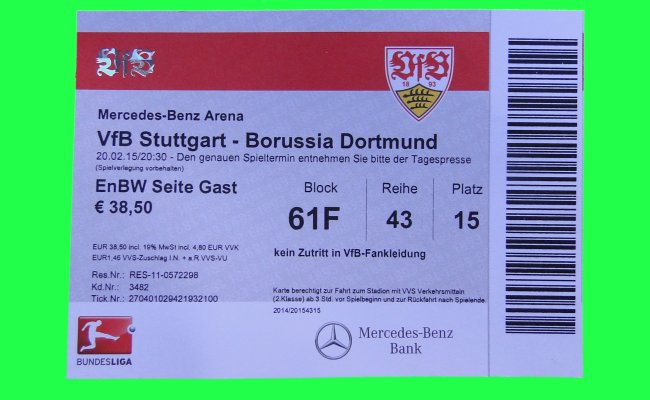 VfB
VfB
18 93
Mercedes-Benz Arena
VfB Stuttgart - Borussia Dortmund
20.02.15/20:30 - Den genauen Spieltermin entnehmen Sie bitte der Tagespresse
(Spielverlegung vorbehalten)
EnBW Seite Gast
€ 38,50
Block Reihe Platz
61F 43 15
EUR 38,50 incl. 19% MwSt incl. 4,80 EUR VVK
EUR1,46 VVS-Zuschlag I.N. + a.R.VVS-VU
kein Zutritt in VfB-Fankleidung
Res.Nr.: RES-11-0572298
Kd.Nr.: 3482
Tick.Nr.: 270401029421932100
Karte berechtigt zur Fahrt zum Stadion mit VVS Verkehrsmitteln
(2.Klasse) ab 3 Std. vor Spielbeginn und zur Rückfahrt nach Spielende.
2014/20154315
BUNDESLIGA
Mercedes-Benz
Bank